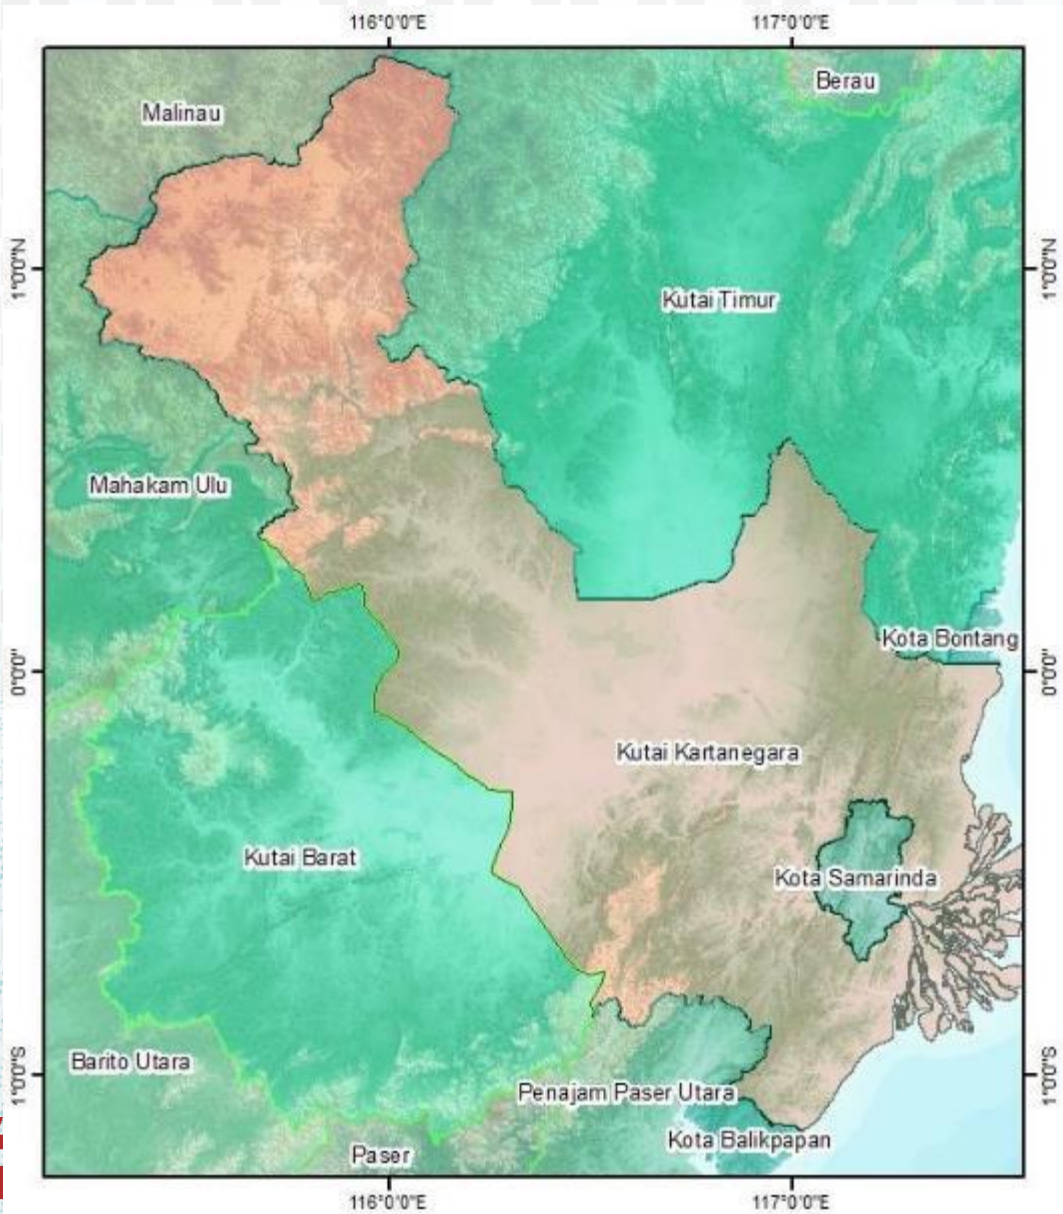 116°0'0"E
117°0'0"E
Berau
Malinau
1°0'0"N
1°0'0"N
Kutai Timur
Mahakam Ulu
Kota Bontang
0°0'0"
0°0'0"
Kutai Kartanegara
Kutai Barat
Kota Samarinda
Barito Utara
1°0'0"S
1°0'0"S
Penajam Paser Utara
Kota Balikpapan
Paser
116°0'0"E
117°0'0"E